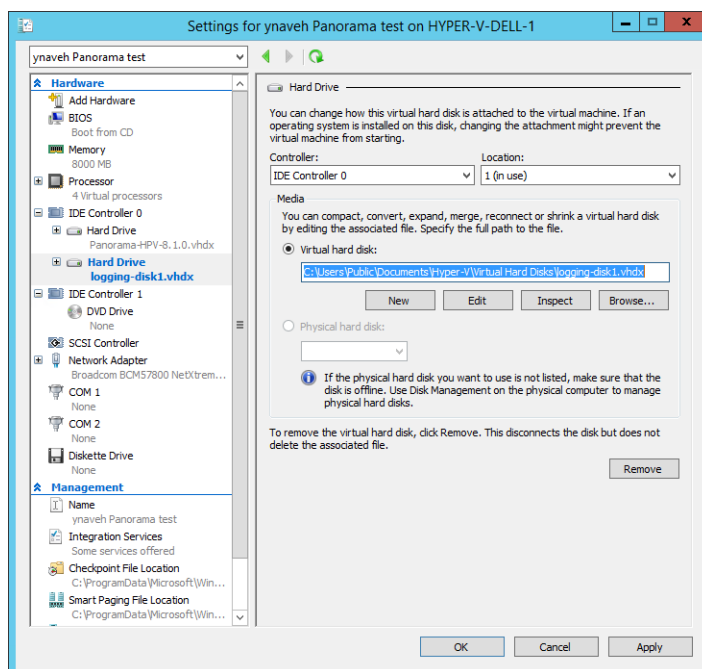 Settings for ynaveh Panorama test on HYPER-V-DELL-1
ynaveh Panorama test
Hardware
Add Hardware
BIOS
Boot from CD
Memory
8000 MB
Processor
4 Virtual processors
IDE Controller 0
Hard Drive
Panorama-HPV-8.1.0.vhdx
Hard Drive
logging-disk1.vhdx
IDE Controller 1
DVD Drive
None
SCSI Controller
Network Adapter
Broadcom BCM57800 NetXtrem...
COM 1
None
COM 2
None
Diskette Drive
None
Management
Name
ynaveh Panorama test
Integration Services
Some services offered
Checkpoint File Location
C:\ProgramData\Microsoft\Win...
Smart Paging File Location
C:\ProgramData\Microsoft\Win...
Hard Drive
You can change how this virtual hard disk is attached to the virtual machine. If an
operating system is installed on this disk, changing the attachment might prevent the
virtual machine from starting.
Controller:
Location:
IDE Controller 0
1 (in use)
Media
You can compact, convert, expand, merge, reconnect or shrink a virtual hard disk
by editing the associated file. Specify the full path to the file.
Virtual hard disk:
C:\Users\Public\Documents\Hyper-V\Virtual Hard Disks\logging-disk1.vhdx
New
Edit
Inspect
Browse...
Physical hard disk:
If the physical hard disk you want to use is not listed, make sure that the
disk is offline. Use Disk Management on the physical computer to manage
physical hard disks.
To remove the virtual hard disk, click Remove. This disconnects the disk but does not
delete the associated file.
Remove
OK
Cancel
Apply